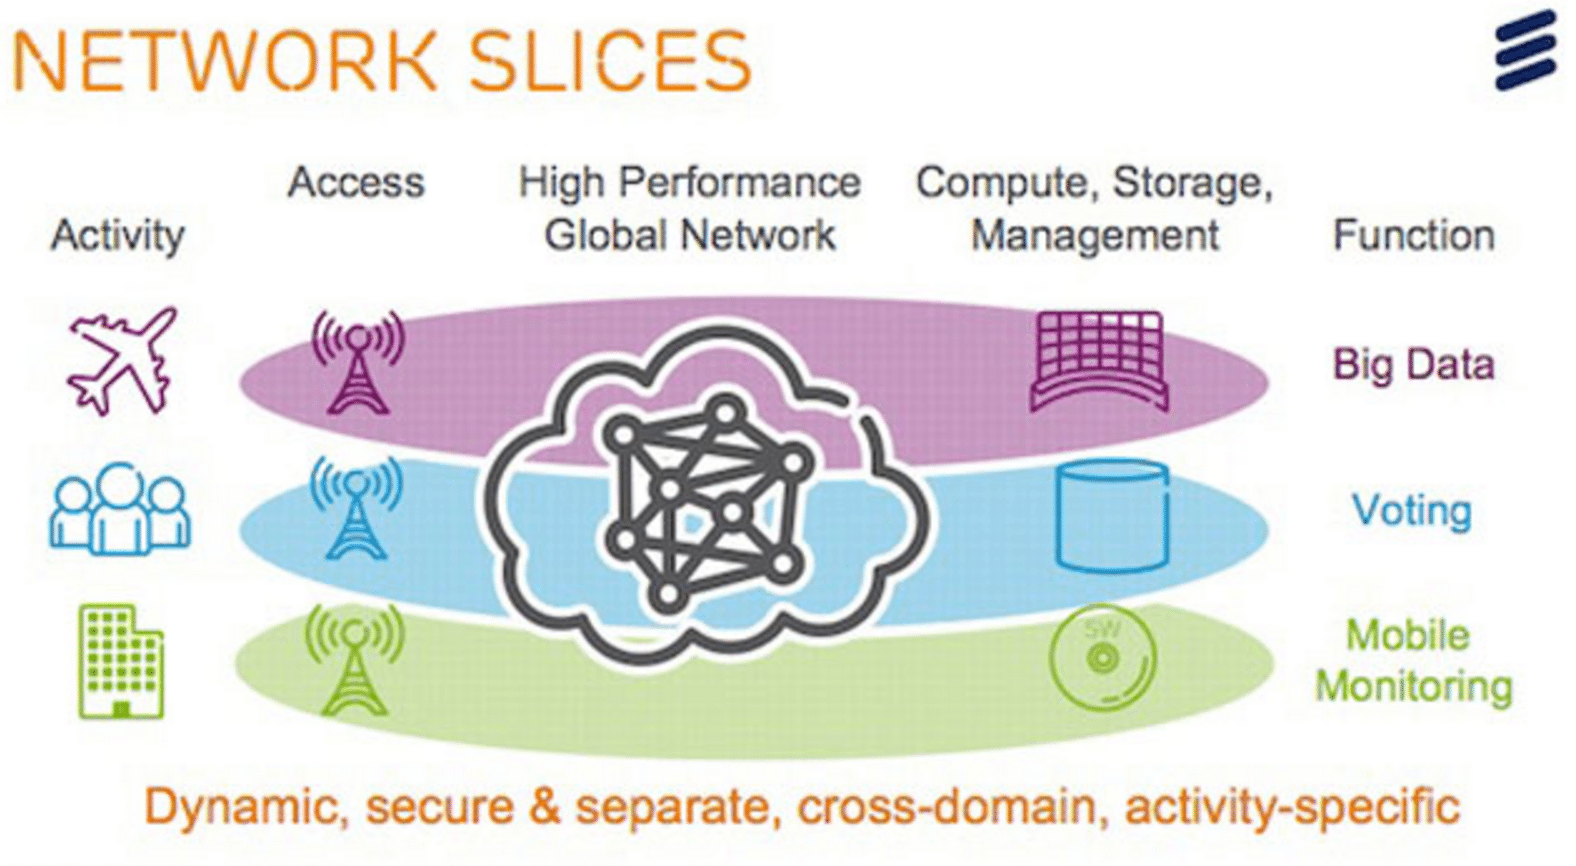 NETWORK SLICES
Activity
Access
High Performance
Global Network
Compute, Storage,
Management
Function
Big Data
Voting
SW
Mobile
Monitoring
Dynamic, secure & separate, cross-domain, activity-specific